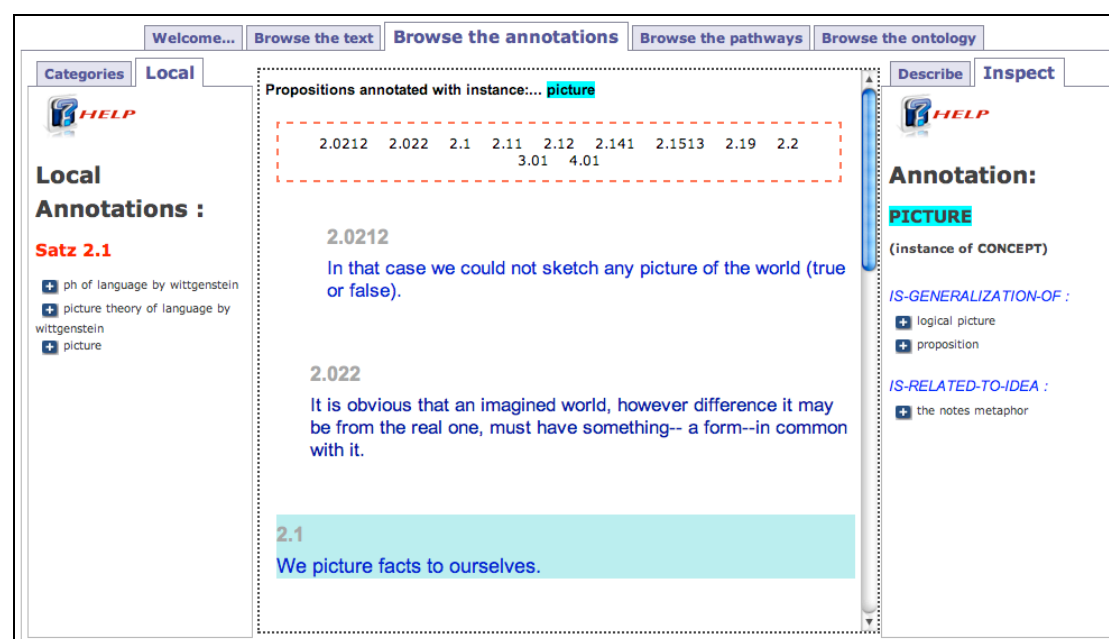 Welcome... Browse the text Browse the annotations Browse the pathways Browse the ontology
Categories Local
HELP
Local
Annotations :
Satz 2.1
ph of language by wittgenstein
picture theory of language by
wittgenstein
picture
Propositions annotated with instance:... picture
2.0212 2.022 2.1 2.11 2.12 2.141 2.1513 2.19 2.2
3.01 4.01
2.0212
In that case we could not sketch any picture of the world (true
or false).
2.022
It is obvious that an imagined world, however difference it may
be from the real one, must have something-- a form--in common
with it.
2.1
We picture facts to ourselves.
Describe Inspect
HELP
Annotation:
PICTURE
(instance of CONCEPT)
IS-GENERALIZATION-OF :
logical picture
proposition
IS-RELATED-TO-IDEA :
the notes metaphor